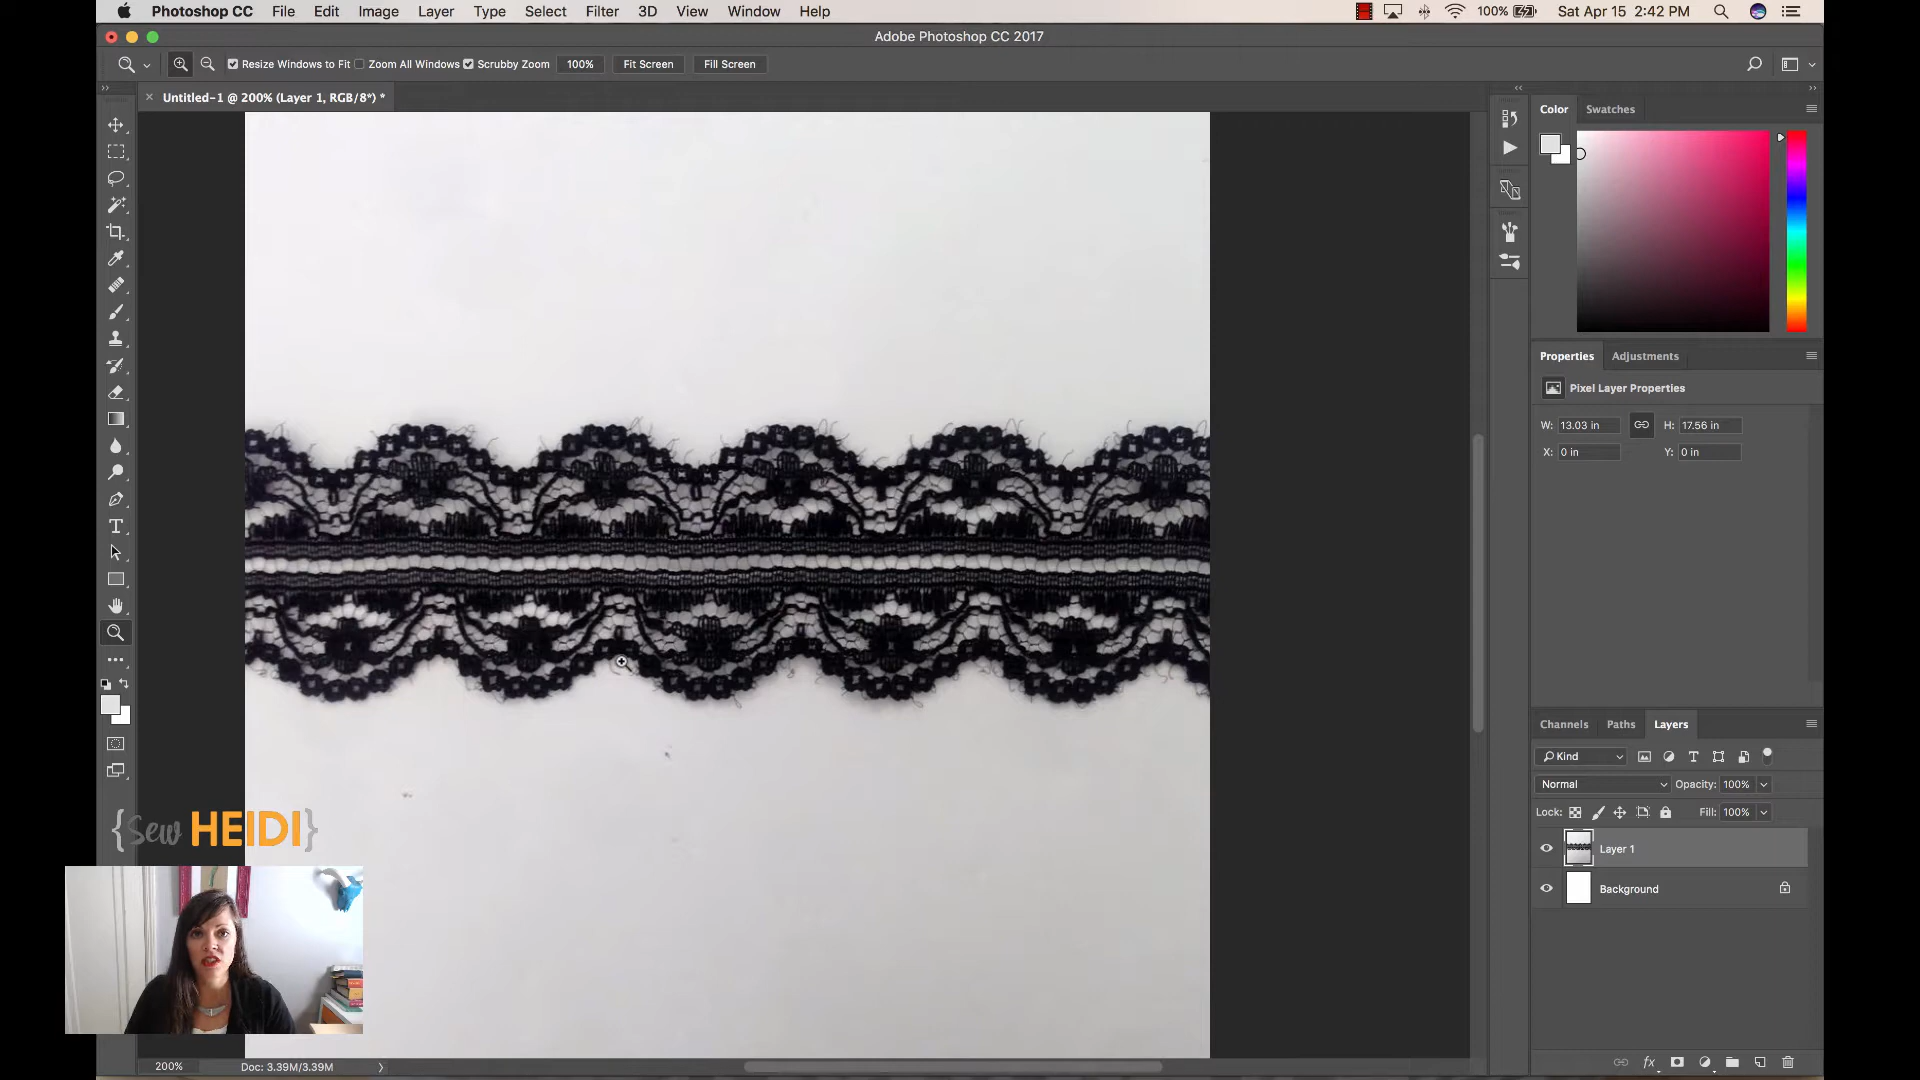 Photoshop CC File Edit Image Layer Type Select Filter 3D View Window Help 100% Sat Apr 15 2:42 PM
Adobe Photoshop CC 2017
Resize Windows to Fit Zoom All Windows Scrubby Zoom 100% Fit Screen Fill Screen
Untitled-1 @ 200% (Layer 1, RGB/8*) *
Color Swatches
Properties Adjustments
Pixel Layer Properties
W: 13.03 in H: 17.56 in
X: 0 in Y: 0 in
Channels Paths Layers
Kind
Normal Opacity: 100%
Lock: Fill: 100%
Layer 1
Background
{Sew HEIDI}
200% Doc: 3.39M/3.39M